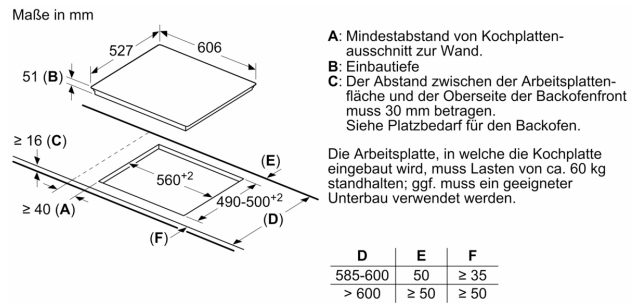 Maße in mm
527
606
51 (B)
≥ 16 (C)
(E)
560+2
490-500+2
(D)
≥ 40 (A)
(F)
A: Mindestabstand von Kochplatten-
ausschnitt zur Wand.
B: Einbautiefe
C: Der Abstand zwischen der Arbeitsplatten-
fläche und der Oberseite der Backofenfront
muss 30 mm betragen.
Siehe Platzbedarf für den Backofen.
Die Arbeitsplatte, in welche die Kochplatte
eingebaut wird, muss Lasten von ca. 60 kg
standhalten; ggf. muss ein geeigneter
Unterbau verwendet werden.
D E F
585-600 50 ≥ 35
> 600 ≥ 50 ≥ 50